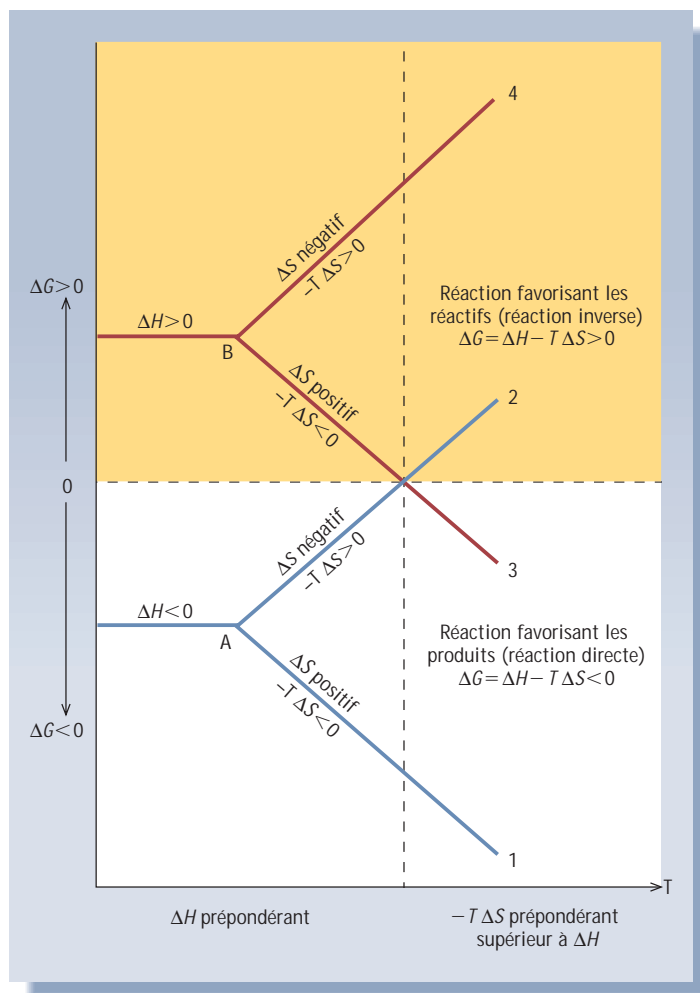 4
ΔS négatif
–T ΔS>0
ΔG>0
Réaction favorisant les
réactifs (réaction inverse)
ΔG=ΔH–T ΔS>0
ΔH>0
B
ΔS positif
–T ΔS<0
2
0
ΔS négatif
–T ΔS>0
3
ΔH<0
A
Réaction favorisant les
produits (réaction directe)
ΔG=ΔH–T ΔS<0
ΔS positif
–T ΔS<0
ΔG<0
1
T
ΔH prépondérant
–T ΔS prépondérant
supérieur à ΔH